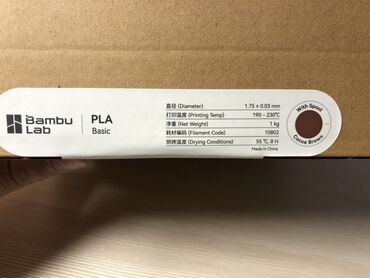 Bambu
Lab
PLA
Basic
直径 (Diameter) 1.75 ± 0.03 mm
打印温度 (Printing Temp) 190 - 230℃
净重 (Net Weight) 1 kg
耗材编码 (Filament Code) 10802
烘烤温度 (Drying Conditions) 55 ℃, 8 H
Made in China
With Spool
Cocoa Brown